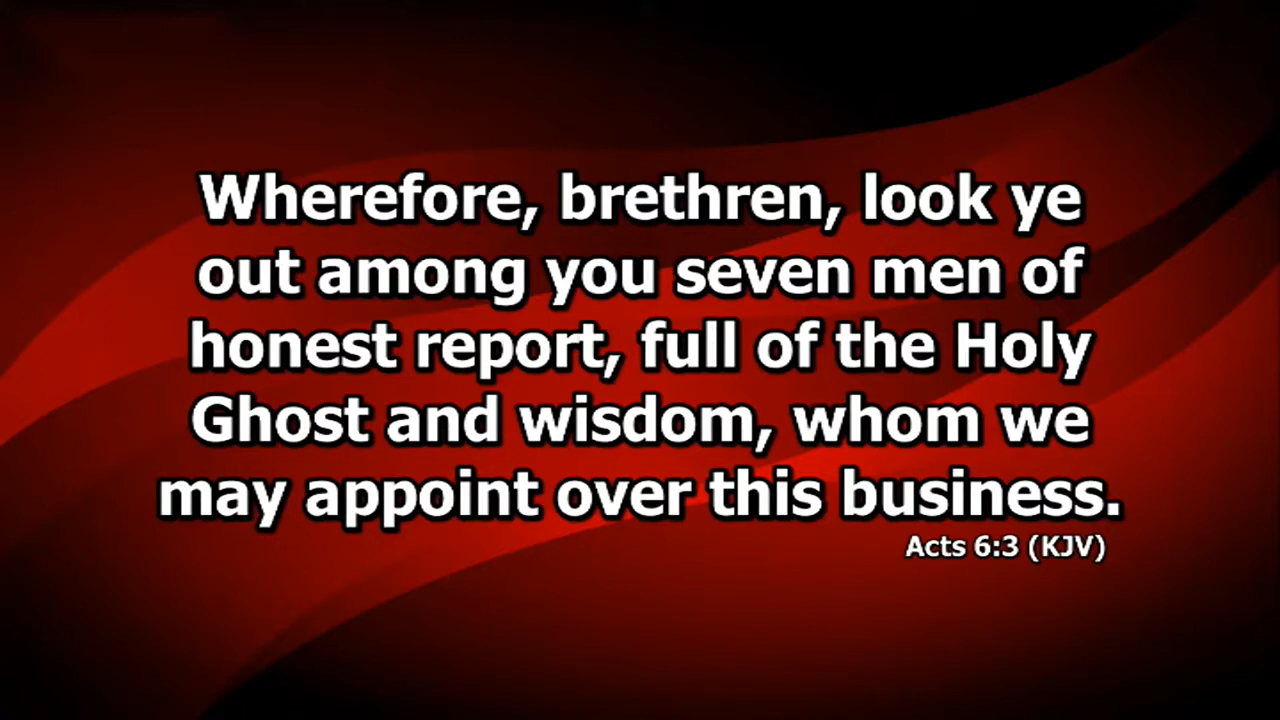 Wherefore, brethren, look ye
out among you seven men of
honest report, full of the Holy
Ghost and wisdom, whom we
may appoint over this business.
Acts 6:3 (KJV)